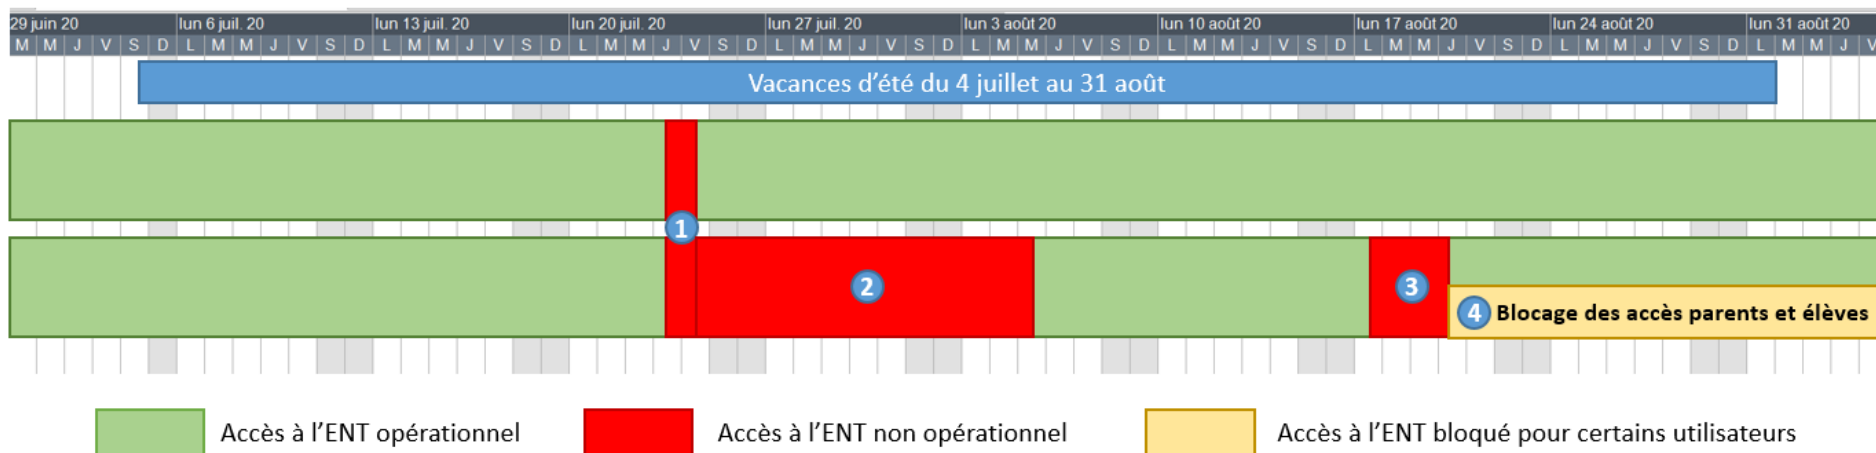 29 juin 20 lun 6 juil. 20 lun 13 juil. 20 lun 20 juil. 20 lun 27 juil. 20 lun 3 août 20 lun 10 août 20 lun 17 août 20 lun 24 août 20 lun 31 août 20
M M J V S D L M M J V S D L M M J V S D L M M J V S D L M M J V S D L M M J V S D L M M J V S D L M M J V S D L M M J V S D L M M J V
Vacances d'été du 4 juillet au 31 août
1
2
3
4 Blocage des accès parents et élèves
Accès à l'ENT opérationnel Accès à l'ENT non opérationnel Accès à l'ENT bloqué pour certains utilisateurs